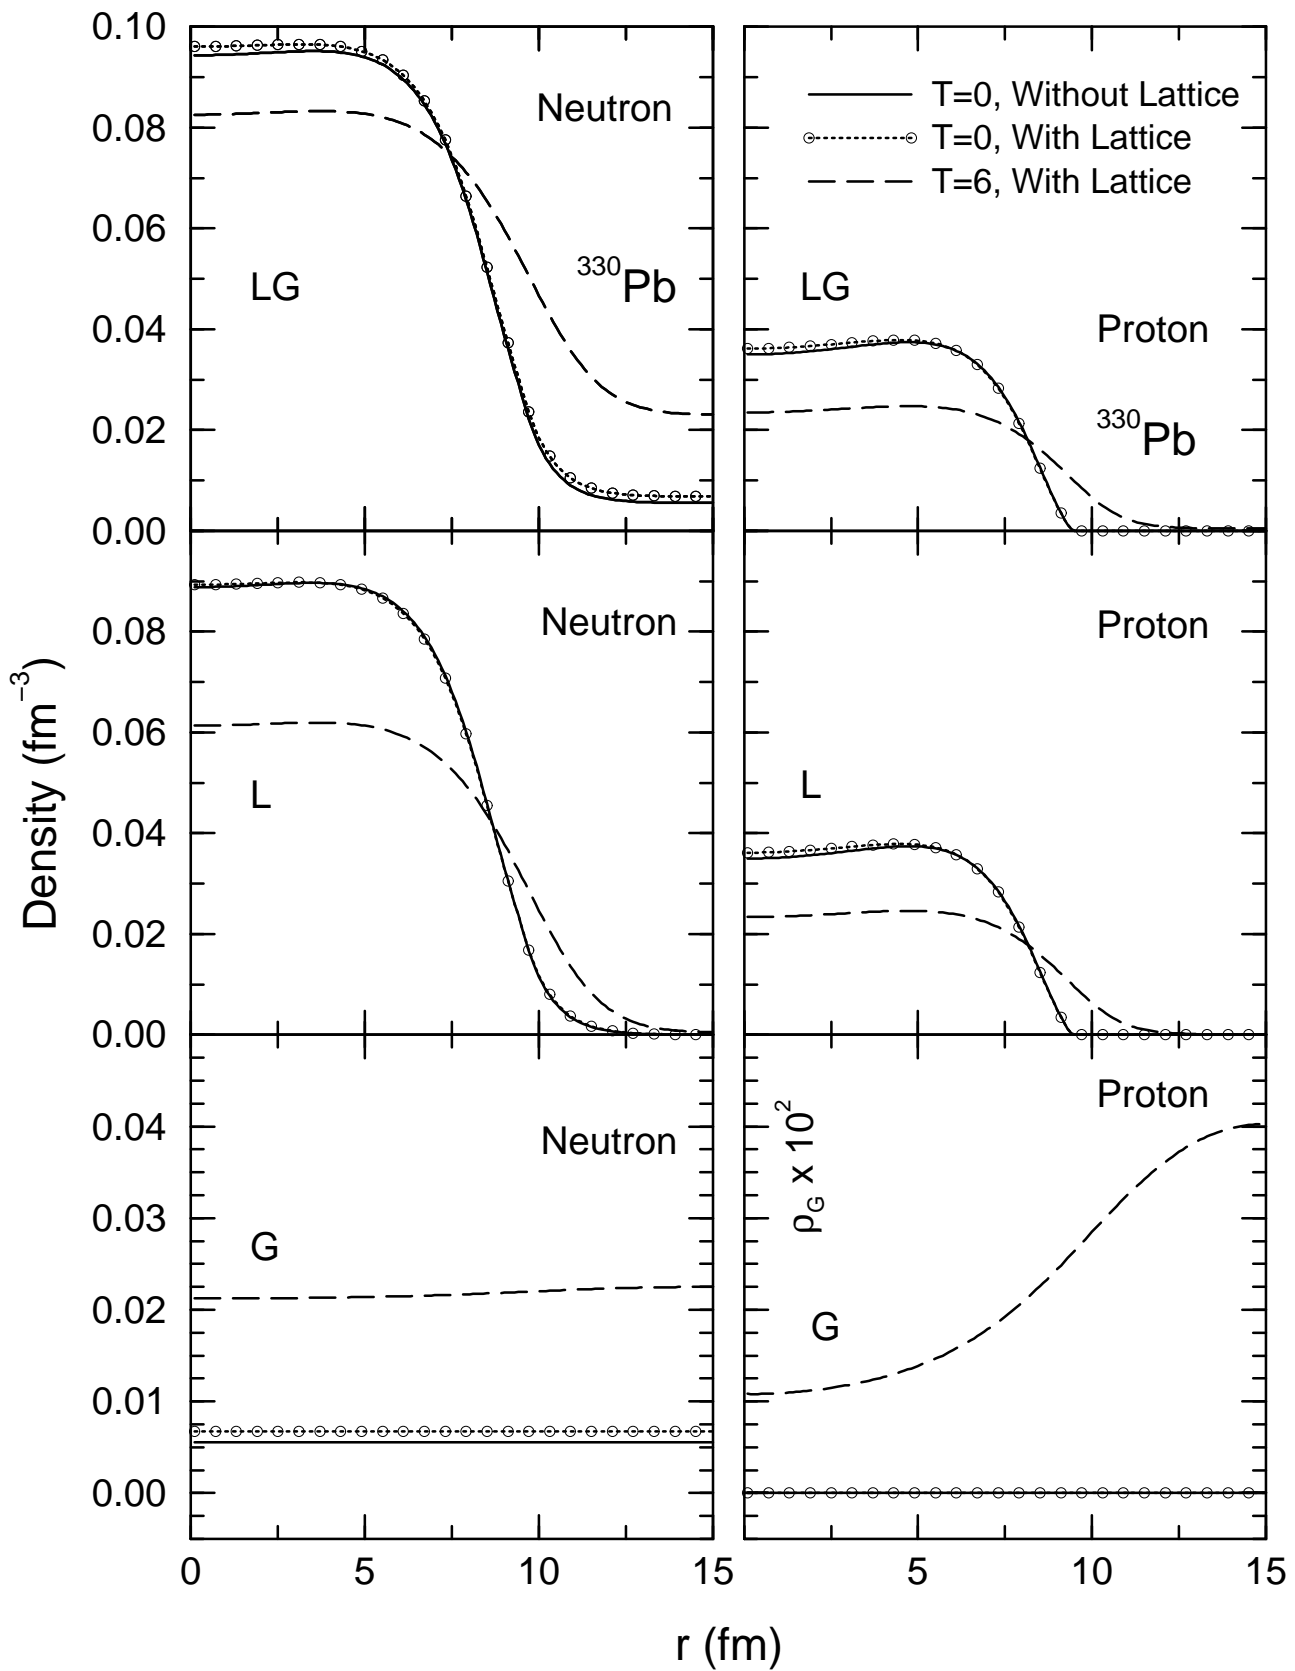 0.10
0.08
0.06
0.04
0.02
0.00
Neutron
LG
³³⁰Pb
T=0, Without Lattice
T=0, With Lattice
T=6, With Lattice
LG
Proton
³³⁰Pb
Density (fm⁻³)
0.08
0.06
0.04
0.02
0.00
Neutron
L
Proton
L
0.04
0.03
0.02
0.01
0.00
Neutron
G
Proton
ρ_G x 10²
G
0 5 10 15
5 10 15
r (fm)